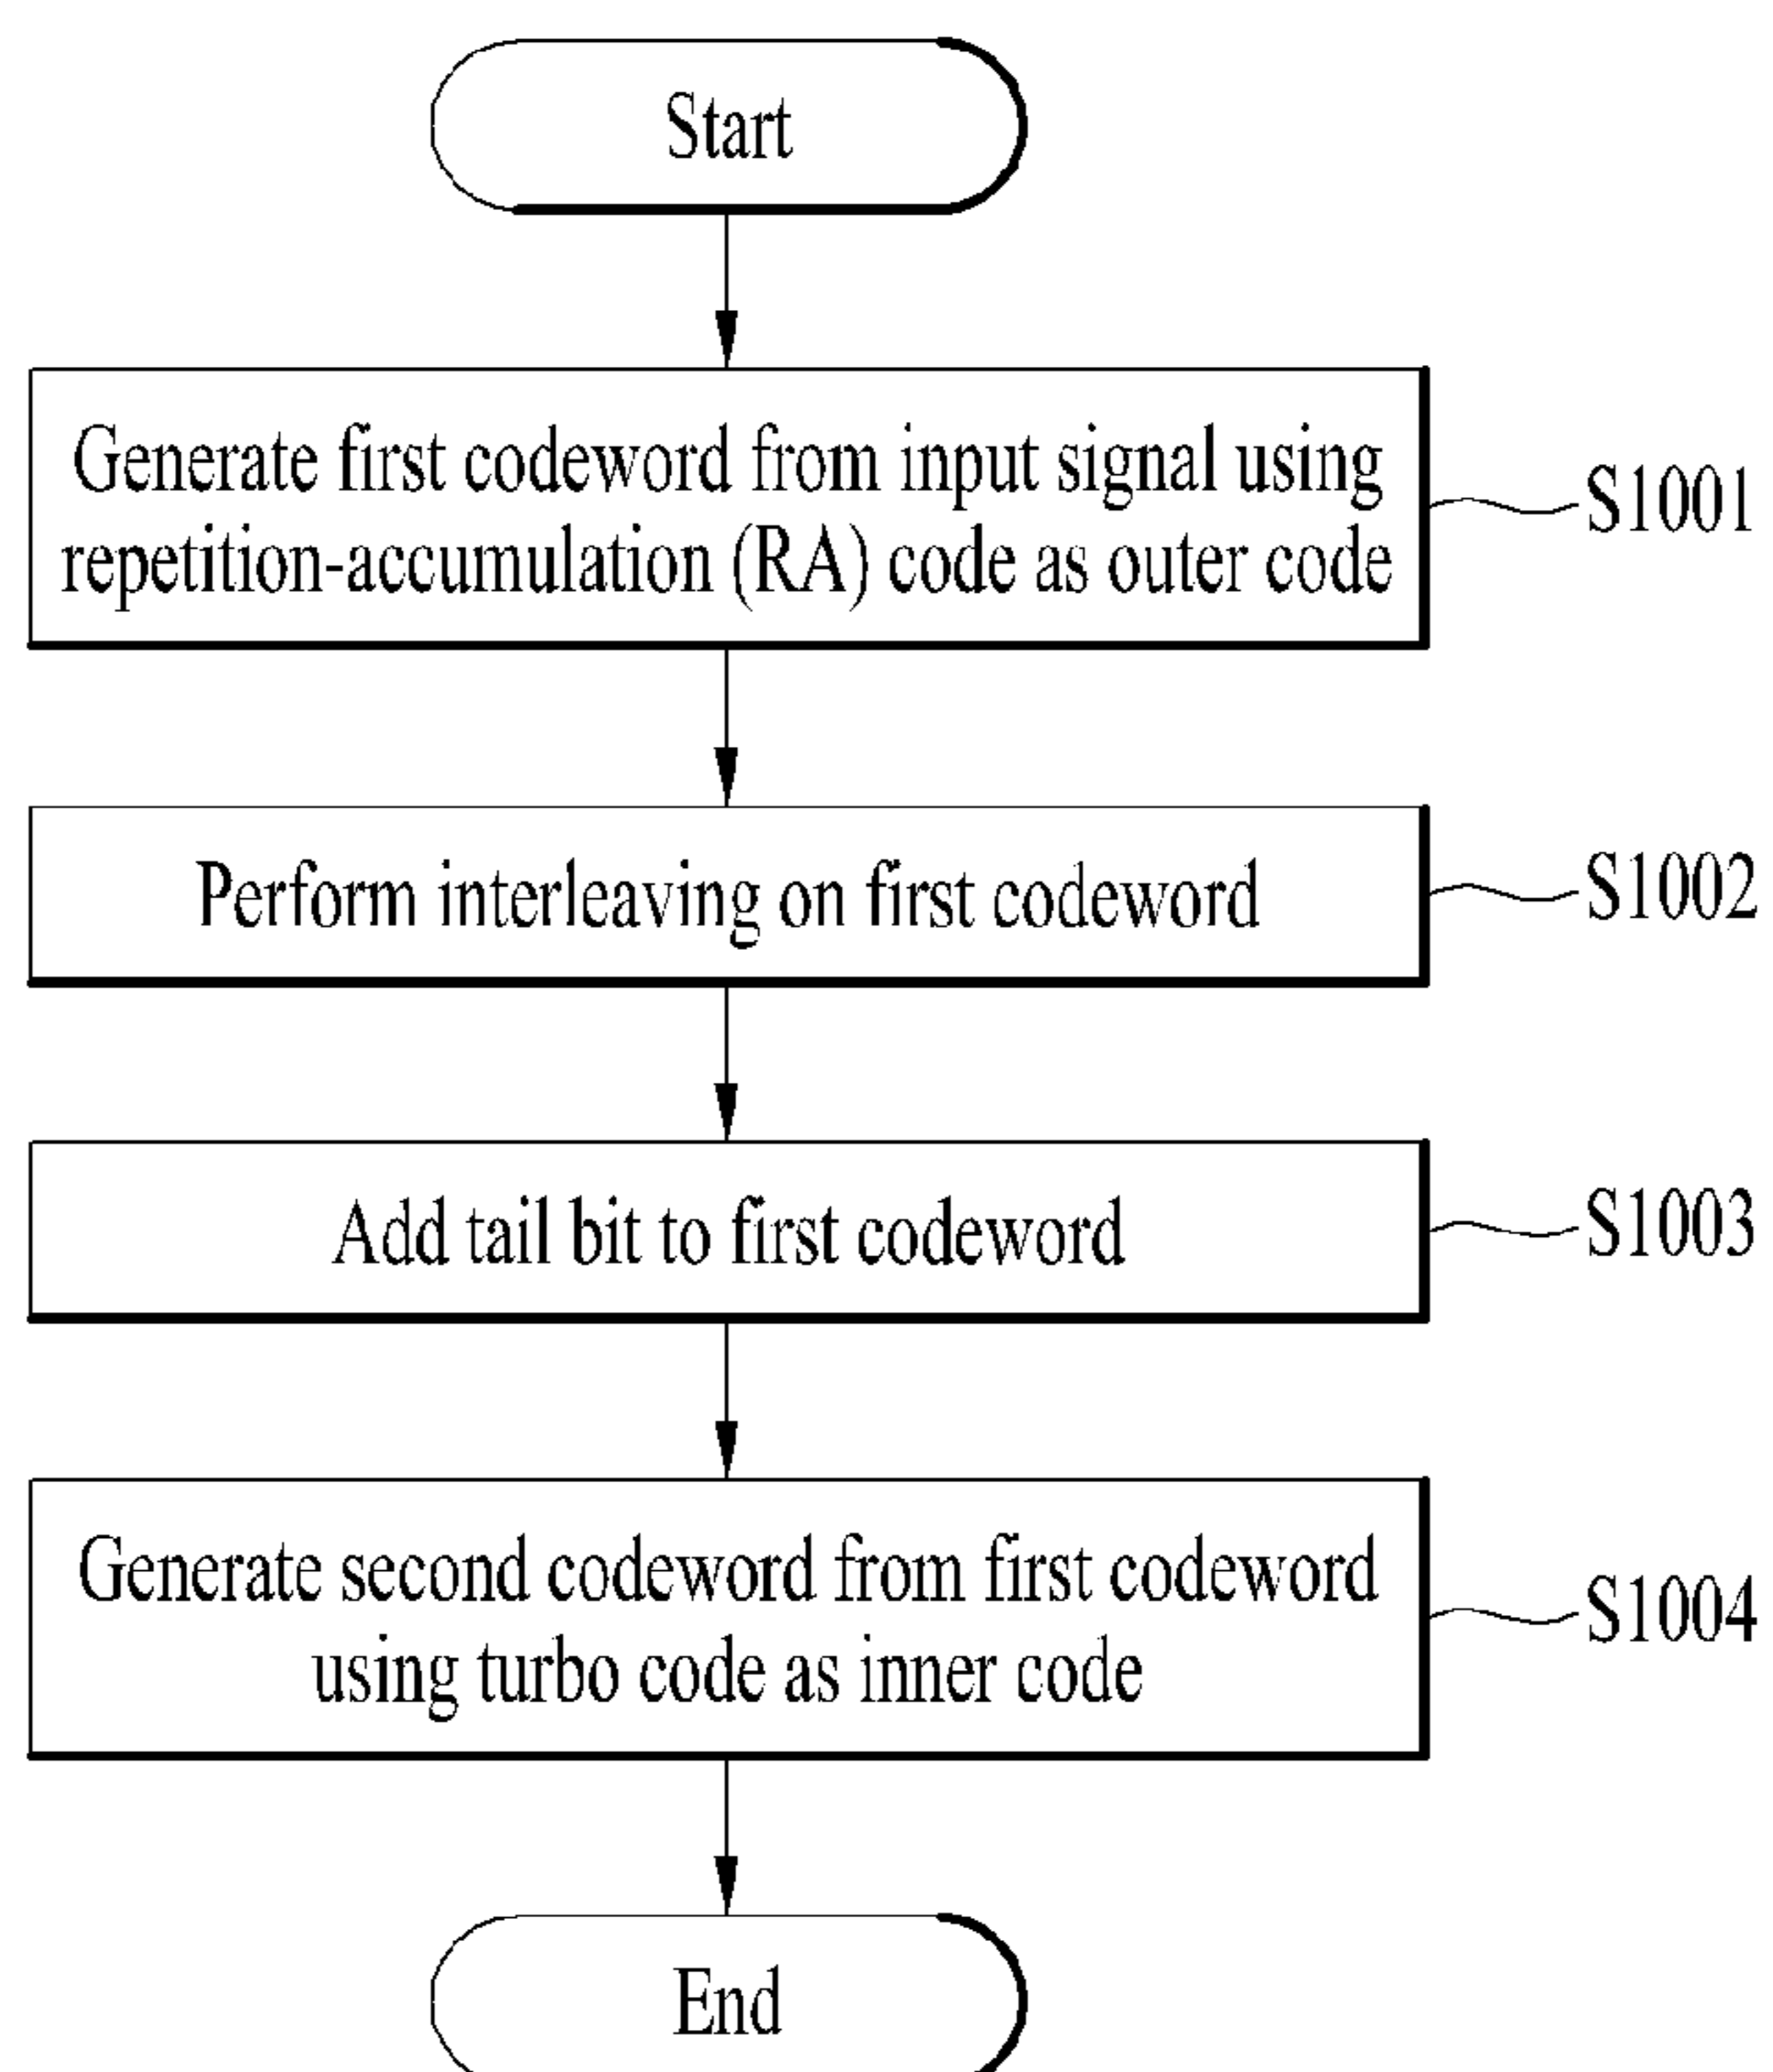 Start
Generate first codeword from input signal using
repetition-accumulation (RA) code as outer code
S1001
Perform interleaving on first codeword
S1002
Add tail bit to first codeword
S1003
Generate second codeword from first codeword
using turbo code as inner code
S1004
End